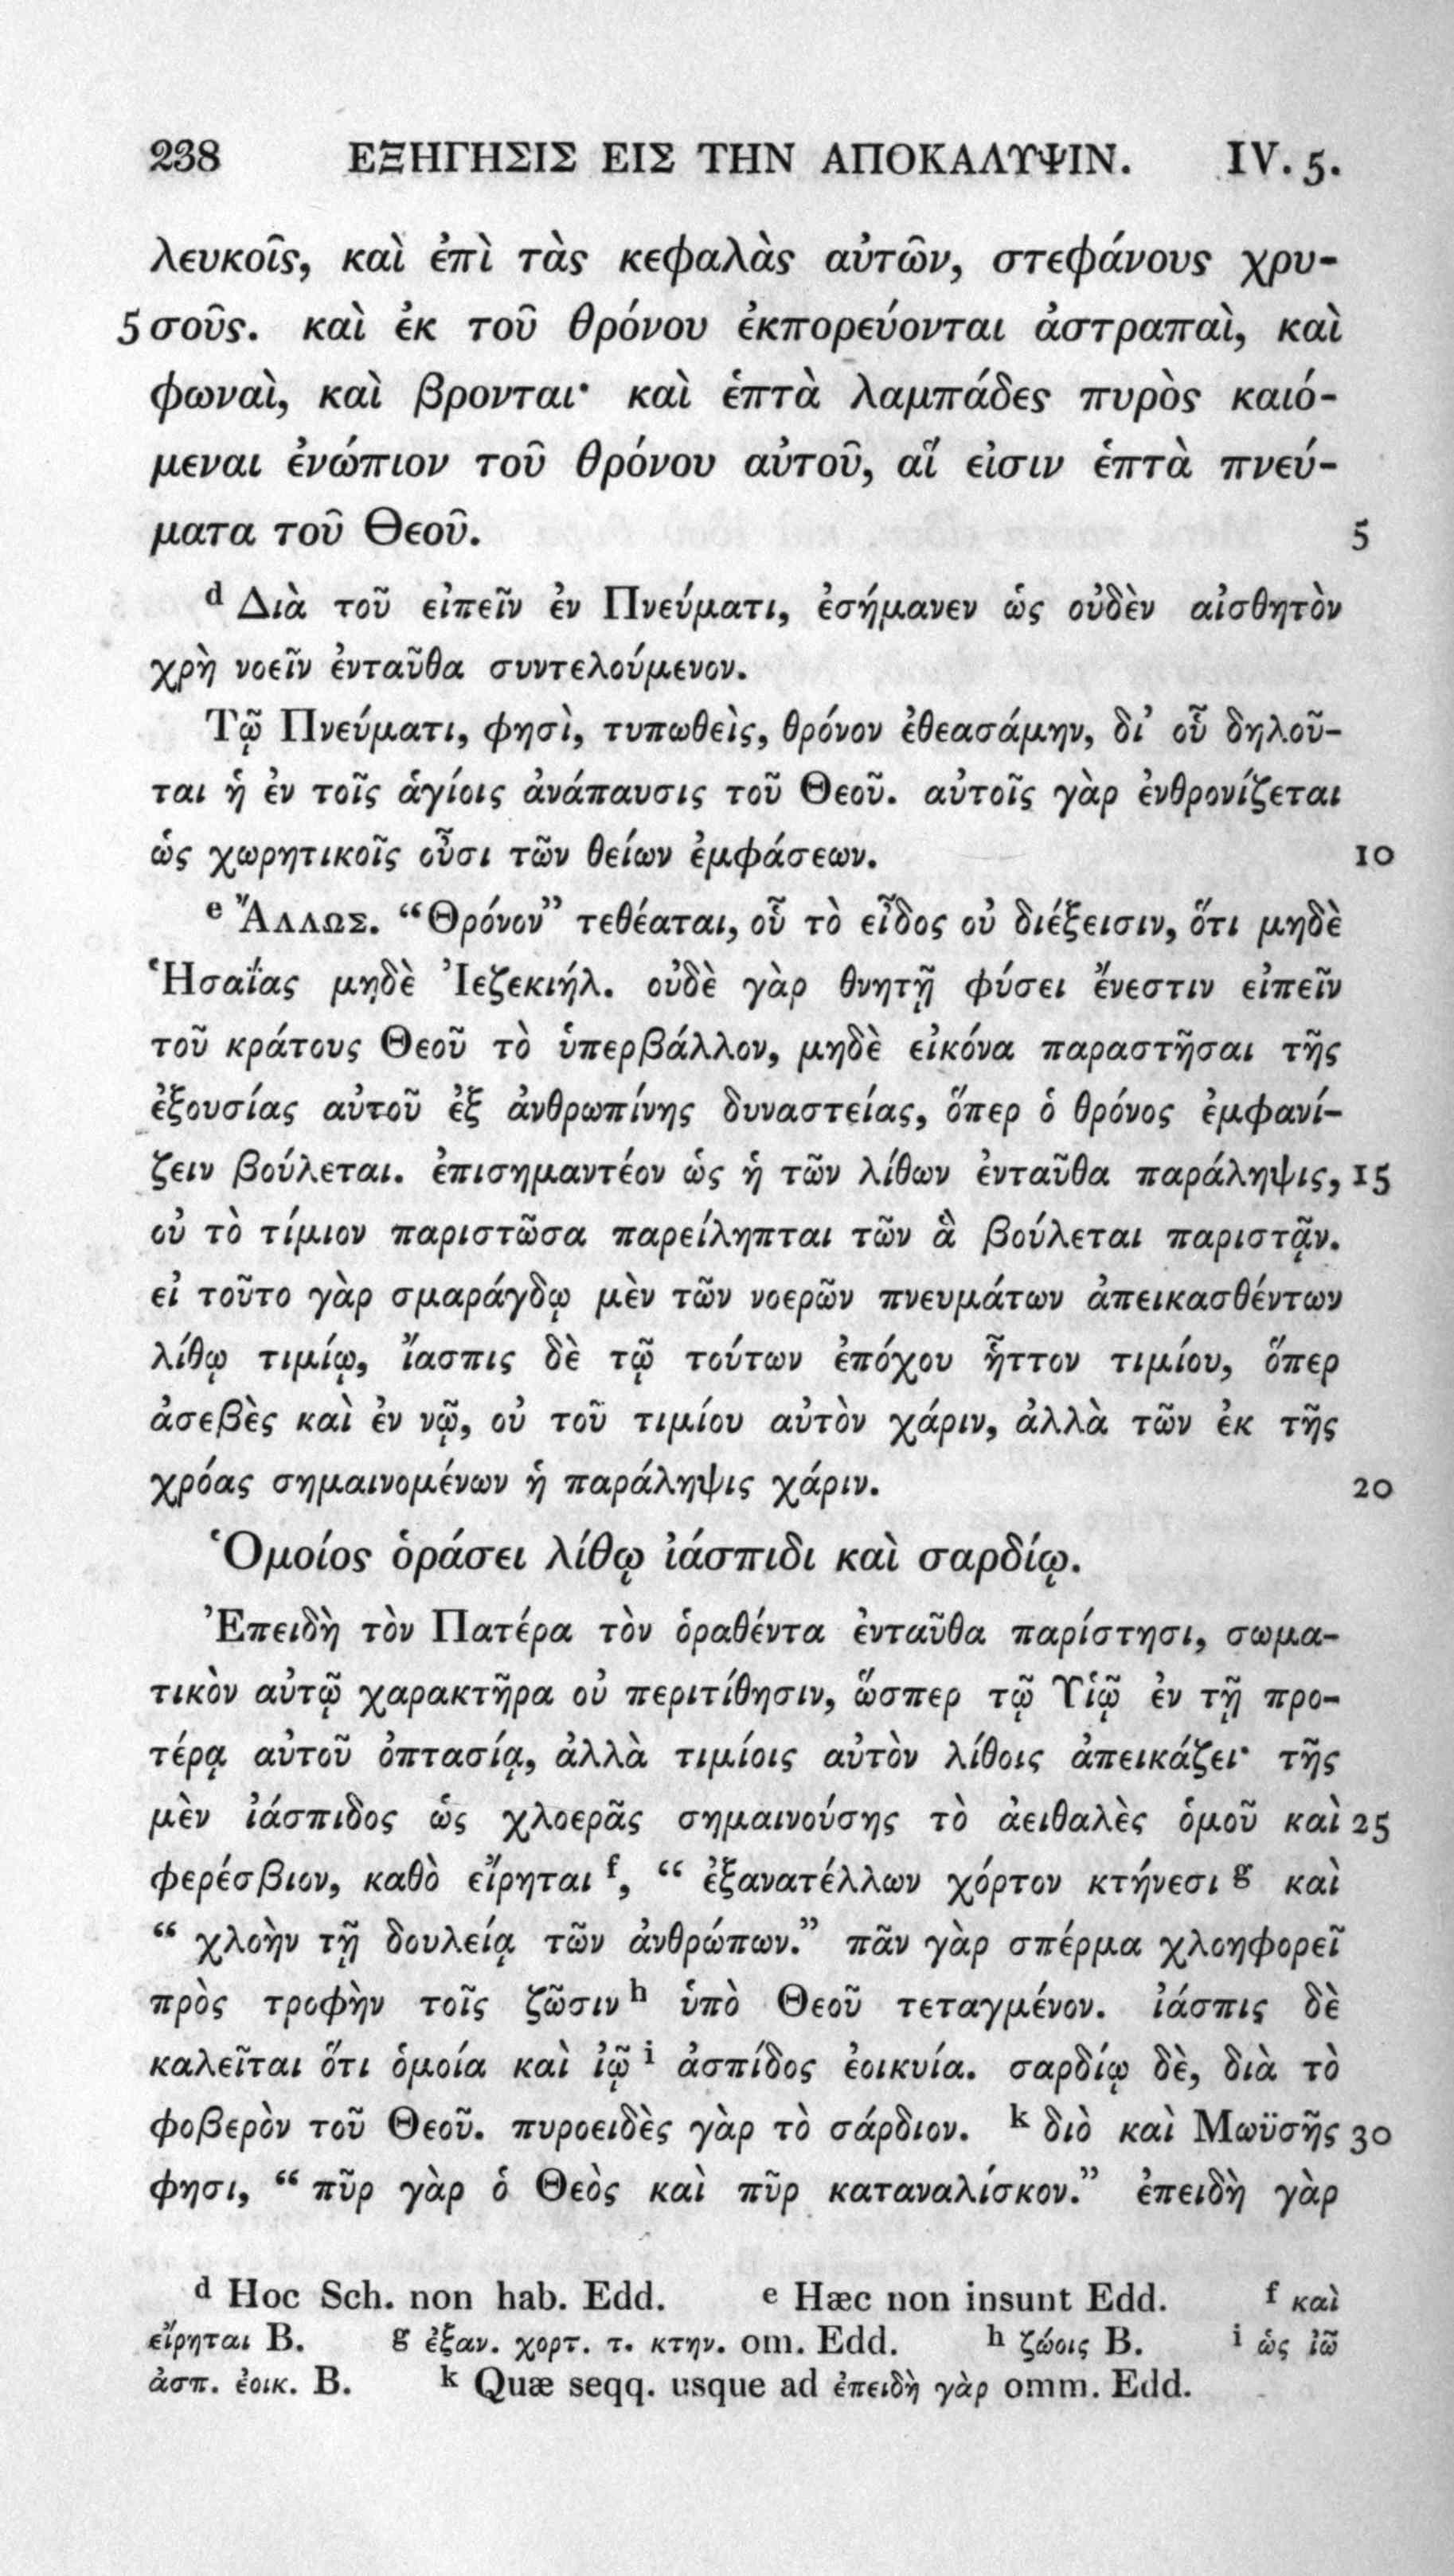 238 ΕΞΗΓΗΣΙΣ ΕΙΣ ΤΗΝ ΑΠΟΚΑΛΥΨΙΝ. IV. 5.
λευκοῖς, καὶ ἐπὶ τὰς κεφαλὰς αὐτῶν, στεφάνους χρυ-
5 σοῦς. καὶ ἐκ τοῦ θρόνου ἐκπορεύονται ἀστραπαὶ, καὶ
φωναὶ, καὶ βρονται· καὶ ἑπτὰ λαμπάδες πυρὸς καιό-
μεναι ἐνώπιον τοῦ θρόνου αὐτοῦ, αἵ εἰσιν ἑπτὰ πνεύ-
ματα τοῦ Θεοῦ. 5
d Διὰ τοῦ εἰπεῖν ἐν Πνεύματι, ἐσήμανεν ὡς οὐδὲν αἰσθητὸν
χρὴ νοεῖν ἐνταῦθα συντελούμενον.
Τῷ Πνεύματι, φησὶ, τυπωθεὶς, θρόνον ἐθεασάμην, δι’ οὗ δηλοῦ-
ται ἡ ἐν τοῖς ἁγίοις ἀνάπαυσις τοῦ Θεοῦ. αὐτοῖς γὰρ ἐνθρονίζεται
ὡς χωρητικοῖς οὖσι τῶν θείων ἐμφάσεων. 10
e Ἄλλως. “Θρόνον” τεθέαται, οὗ τὸ εἶδος οὐ διέξεισιν, ὅτι μηδὲ
Ἡσαΐας μηδὲ Ἰεζεκιήλ. οὐδὲ γὰρ θνητῇ φύσει ἔνεστιν εἰπεῖν
τοῦ κράτους Θεοῦ τὸ ὑπερβάλλον, μηδὲ εἰκόνα παραστῆσαι τῆς
ἐξουσίας αὐτοῦ ἐξ ἀνθρωπίνης δυναστείας, ὅπερ ὁ θρόνος ἐμφανί-
ζειν βούλεται. ἐπισημαντέον ὡς ἡ τῶν λίθων ἐνταῦθα παράληψις, 15
οὐ τὸ τίμιον παριστῶσα παρείληπται τῶν ἃ βούλεται παριστᾷν.
εἰ τοῦτο γὰρ σμαράγδῳ μὲν τῶν νοερῶν πνευμάτων ἀπεικασθέντων
λίθῳ τιμίῳ, ἴασπις δὲ τῷ τούτων ἐπόχου ἧττον τιμίου, ὅπερ
ἀσεβὲς καὶ ἐν νῷ, οὐ τοῦ τιμίου αὐτὸν χάριν, ἀλλὰ τῶν ἐκ τῆς
χρόας σημαινομένων ἡ παράληψις χάριν. 20
Ὁμοίος ὁράσει λίθῳ ἰάσπιδι καὶ σαρδίῳ.
Ἐπειδὴ τὸν Πατέρα τὸν ὁραθέντα ἐνταῦθα παρίστησι, σωμα-
τικὸν αὐτῷ χαρακτῆρα οὐ περιτίθησιν, ὥσπερ τῷ Υἱῷ ἐν τῇ προ-
τέρᾳ αὐτοῦ ὀπτασίᾳ, ἀλλὰ τιμίοις αὐτὸν λίθοις ἀπεικάζει· τῆς
μὲν ἰάσπιδος ὡς χλοερᾶς σημαινούσης τὸ ἀειθαλὲς ὁμοῦ καὶ 25
φερέσβιον, καθὸ εἴρηται f, “ ἐξανατέλλων χόρτον κτήνεσι g καὶ
“ χλοὴν τῇ δουλείᾳ τῶν ἀνθρώπων.” πᾶν γὰρ σπέρμα χλοηφορεῖ
πρὸς τροφὴν τοῖς ζῶσιν h ὑπὸ Θεοῦ τεταγμένον. ἰάσπις δὲ
καλεῖται ὅτι ὁμοία καὶ ἰῷ i ἀσπίδος ἐοικυία. σαρδίῳ δὲ, διὰ τὸ
φοβερὸν τοῦ Θεοῦ. πυροειδὲς γὰρ τὸ σάρδιον. k διὸ καὶ Μωϋσῆς 30
φησι, “ πῦρ γὰρ ὁ Θεὸς καὶ πῦρ καταναλίσκον.” ἐπειδὴ γὰρ
d Hoc Sch. non hab. Edd. e Hæc non insunt Edd. f καὶ
εἴρηται B. g ἐξαν. χορτ. τ. κτην. om. Edd. h ζώοις B. i ὡς ἰῶ
ἀσπ. ἐοικ. B. k Quæ seqq. usque ad ἐπειδὴ γὰρ omm. Edd.